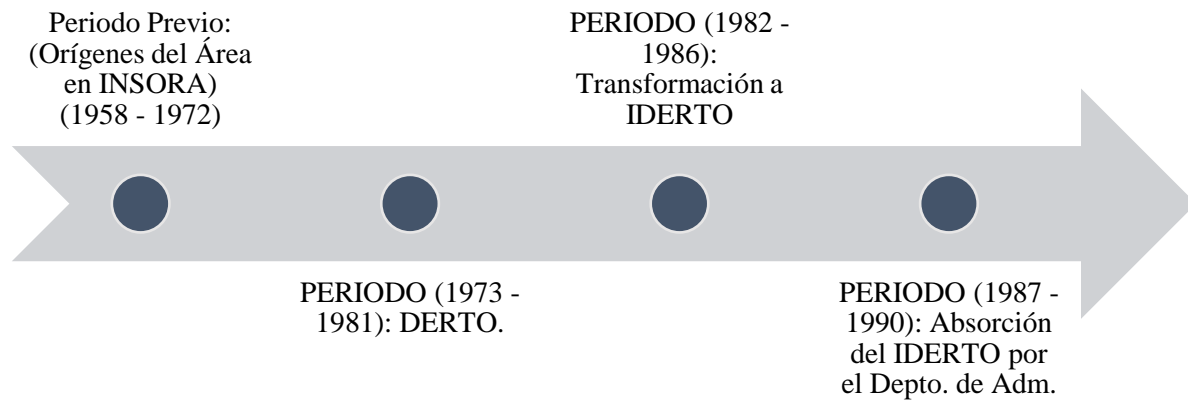 Periodo Previo:
(Orígenes del Área
en INSORA)
(1958 - 1972)
PERIODO (1973 -
1981): DERTO.
PERIODO (1982 -
1986):
Transformación a
IDERTO
PERIODO (1987 -
1990): Absorción
del IDERTO por
el Depto. de Adm.